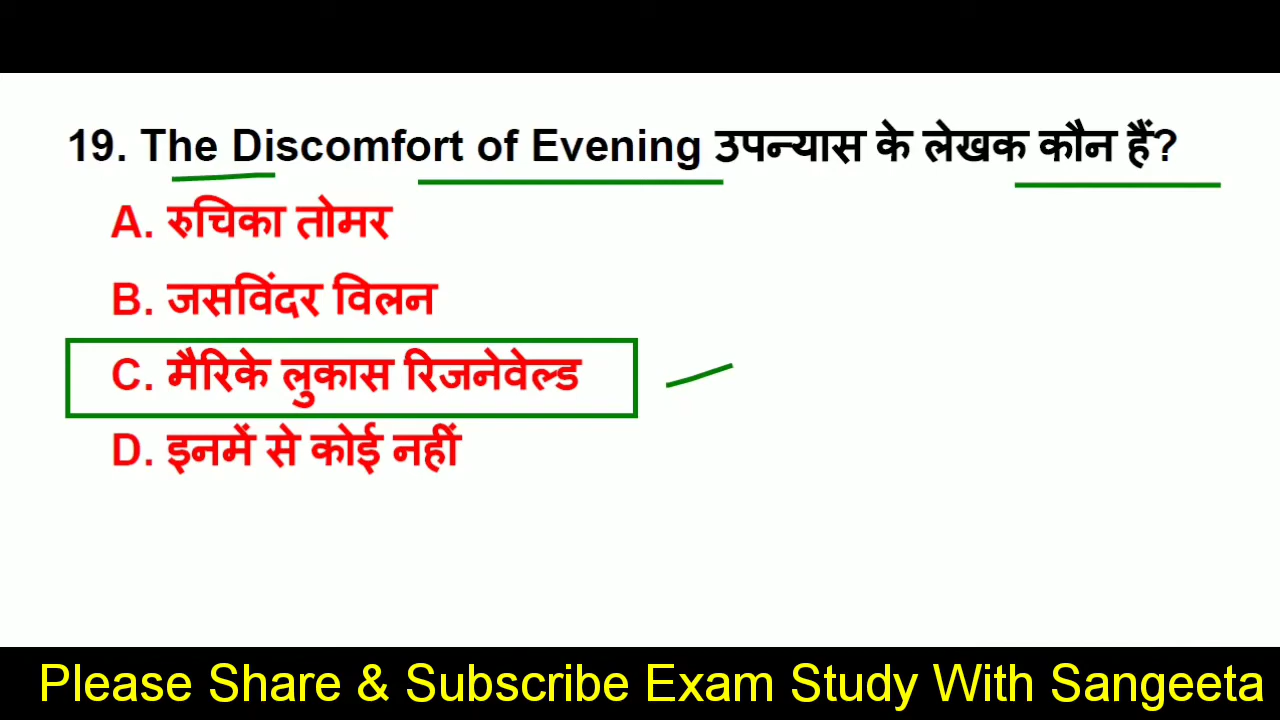 19. The Discomfort of Evening उपन्यास के लेखक कौन हैं?
A. रुचिका तोमर
B. जसविंदर विलन
C. मैरिके लुकास रिजनेवेल्ड
D. इनमें से कोई नहीं
Please Share & Subscribe Exam Study With Sangeeta